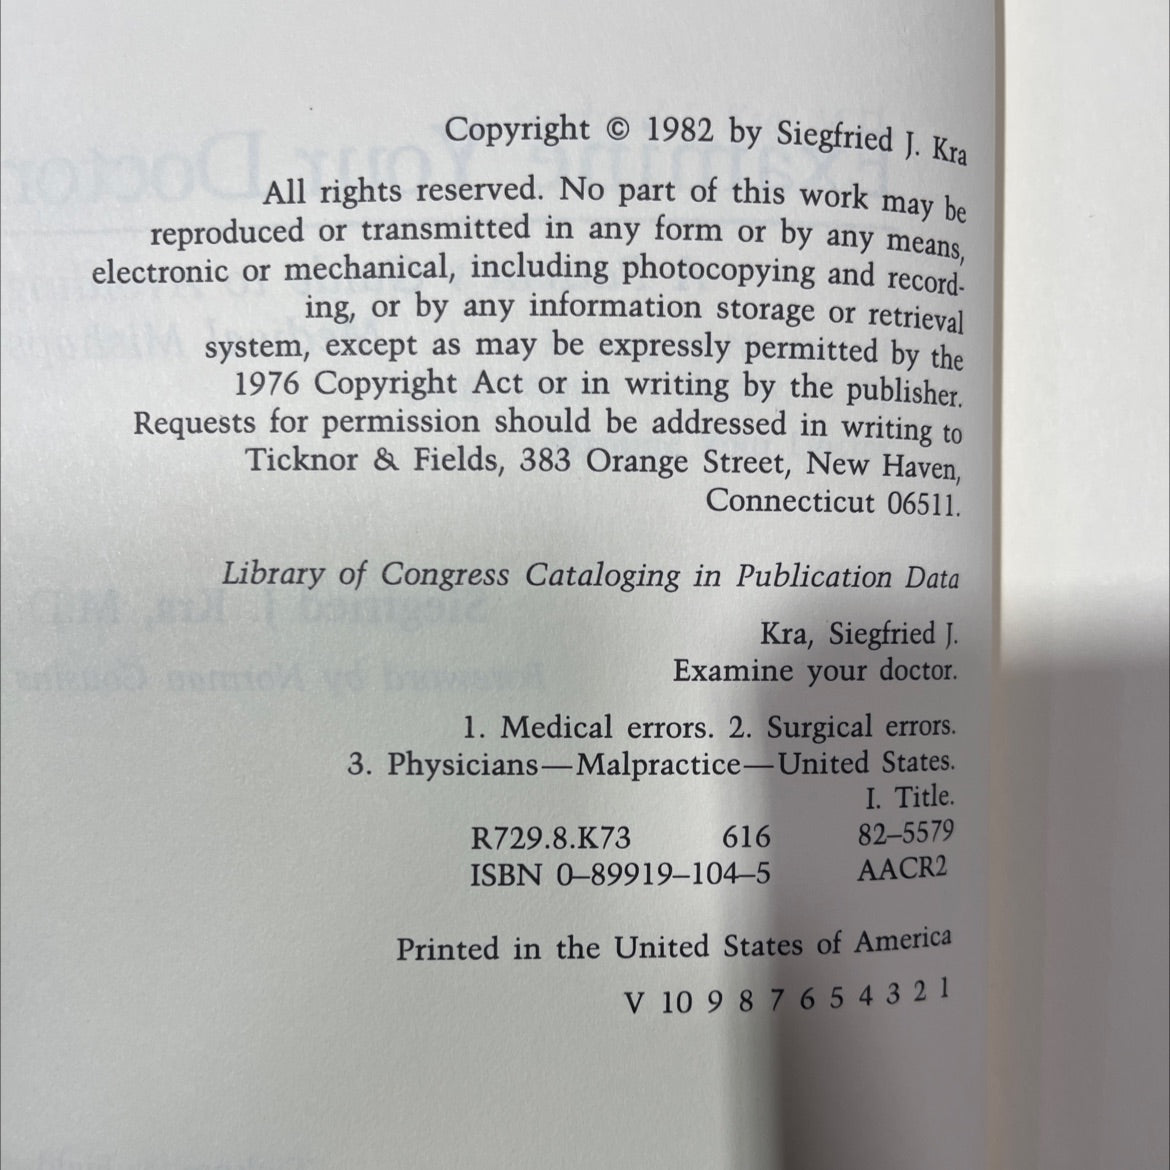 Copyright © 1982 by Siegfried J. Kra
All rights reserved. No part of this work may be
reproduced or transmitted in any form or by any means,
electronic or mechanical, including photocopying and record-
ing, or by any information storage or retrieval
system, except as may be expressly permitted by the
1976 Copyright Act or in writing by the publisher.
Requests for permission should be addressed in writing to
Ticknor & Fields, 383 Orange Street, New Haven,
Connecticut 06511.
Library of Congress Cataloging in Publication Data
Kra, Siegfried J.
Examine your doctor.
1. Medical errors. 2. Surgical errors.
3. Physicians—Malpractice—United States.
I. Title.
R729.8.K73 616 82–5579
ISBN 0–89919–104–5 AACR2
Printed in the United States of America
V 10 9 8 7 6 5 4 3 2 1